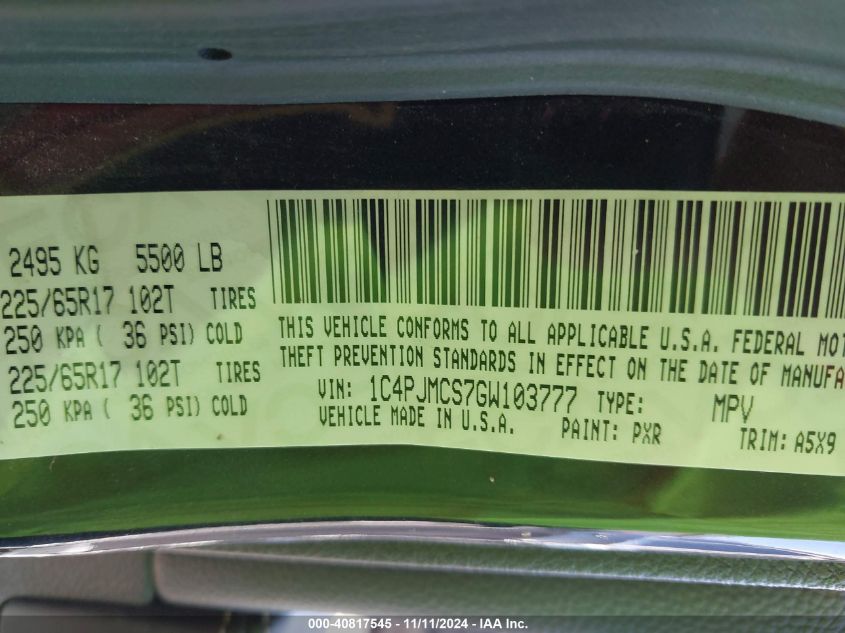 2495 KG 5500 LB
225/65R17 102T TIRES
250 KPA ( 36 PSI) COLD
225/65R17 102T TIRES
250 KPA ( 36 PSI) COLD
THIS VEHICLE CONFORMS TO ALL APPLICABLE U.S.A. FEDERAL MOT
THEFT PREVENTION STANDARDS IN EFFECT ON THE DATE OF MANUFA
VIN: 1C4PJMCS7GW103777 TYPE: MPV
VEHICLE MADE IN U.S.A. PAINT: PXR TRIM: A5X9
000-40817545 - 11/11/2024 - IAA Inc.